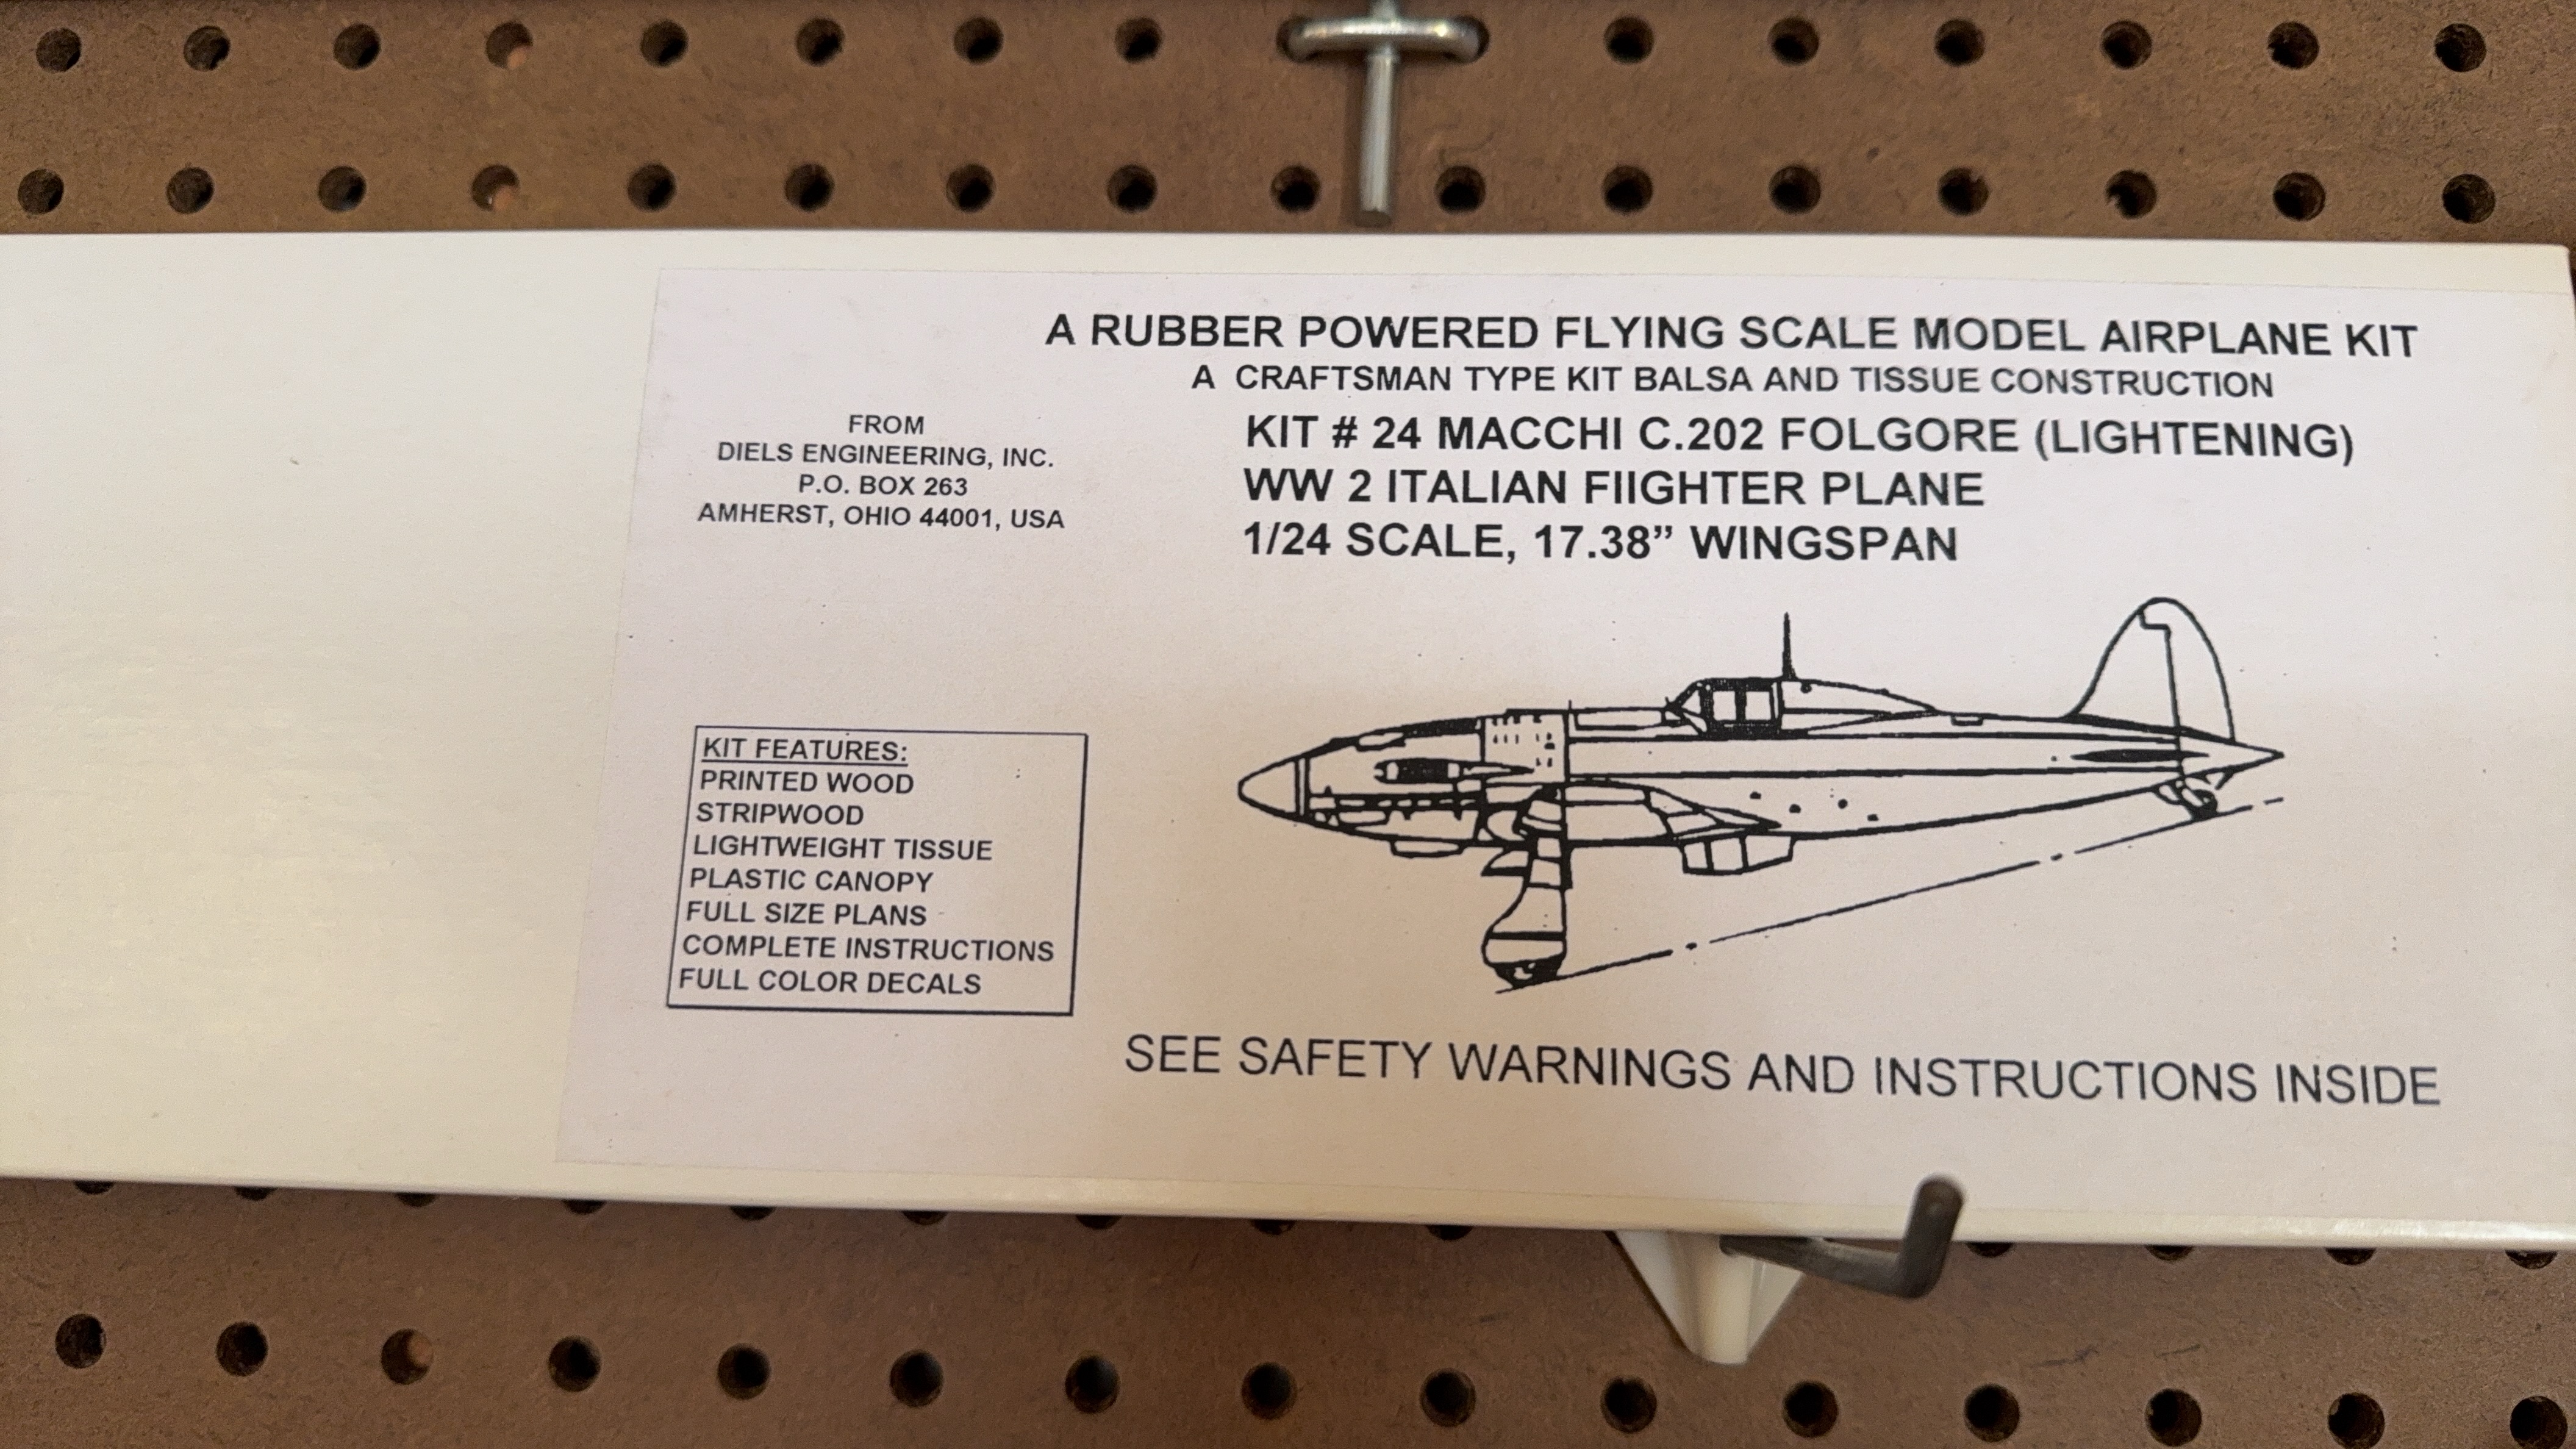 A RUBBER POWERED FLYING SCALE MODEL AIRPLANE KIT
A CRAFTSMAN TYPE KIT BALSA AND TISSUE CONSTRUCTION
FROM
DIELS ENGINEERING, INC.
P.O. BOX 263
AMHERST, OHIO 44001, USA
KIT # 24 MACCHI C.202 FOLGORE (LIGHTENING)
WW 2 ITALIAN FIIGHTER PLANE
1/24 SCALE, 17.38” WINGSPAN
KIT FEATURES:
PRINTED WOOD
STRIPWOOD
LIGHTWEIGHT TISSUE
PLASTIC CANOPY
FULL SIZE PLANS
COMPLETE INSTRUCTIONS
FULL COLOR DECALS
SEE SAFETY WARNINGS AND INSTRUCTIONS INSIDE